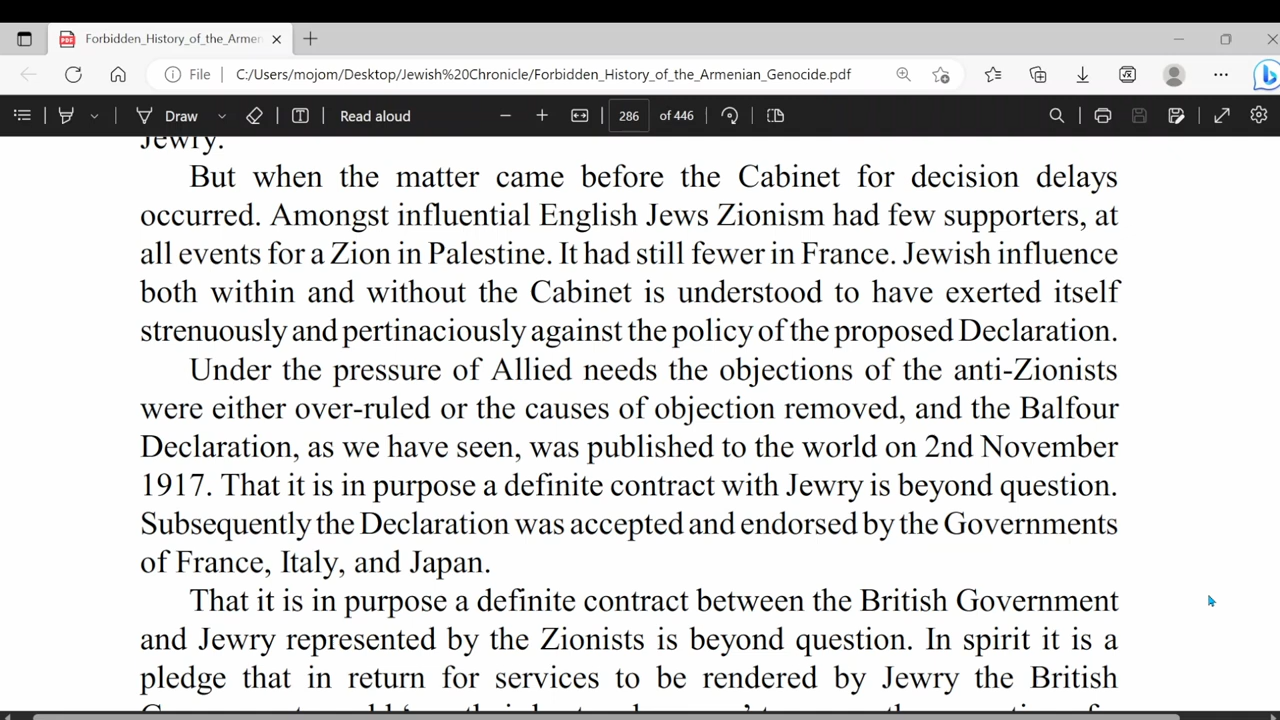 Forbidden_History_of_the_Armen
File
C:/Users/mojom/Desktop/Jewish%20Chronicle/Forbidden_History_of_the_Armenian_Genocide.pdf
Draw
Read aloud
286 of 446
Jewry.
But when the matter came before the Cabinet for decision delays
occurred. Amongst influential English Jews Zionism had few supporters, at
all events for a Zion in Palestine. It had still fewer in France. Jewish influence
both within and without the Cabinet is understood to have exerted itself
strenuously and pertinaciously against the policy of the proposed Declaration.
Under the pressure of Allied needs the objections of the anti-Zionists
were either over-ruled or the causes of objection removed, and the Balfour
Declaration, as we have seen, was published to the world on 2nd November
1917. That it is in purpose a definite contract with Jewry is beyond question.
Subsequently the Declaration was accepted and endorsed by the Governments
of France, Italy, and Japan.
That it is in purpose a definite contract between the British Government
and Jewry represented by the Zionists is beyond question. In spirit it is a
pledge that in return for services to be rendered by Jewry the British